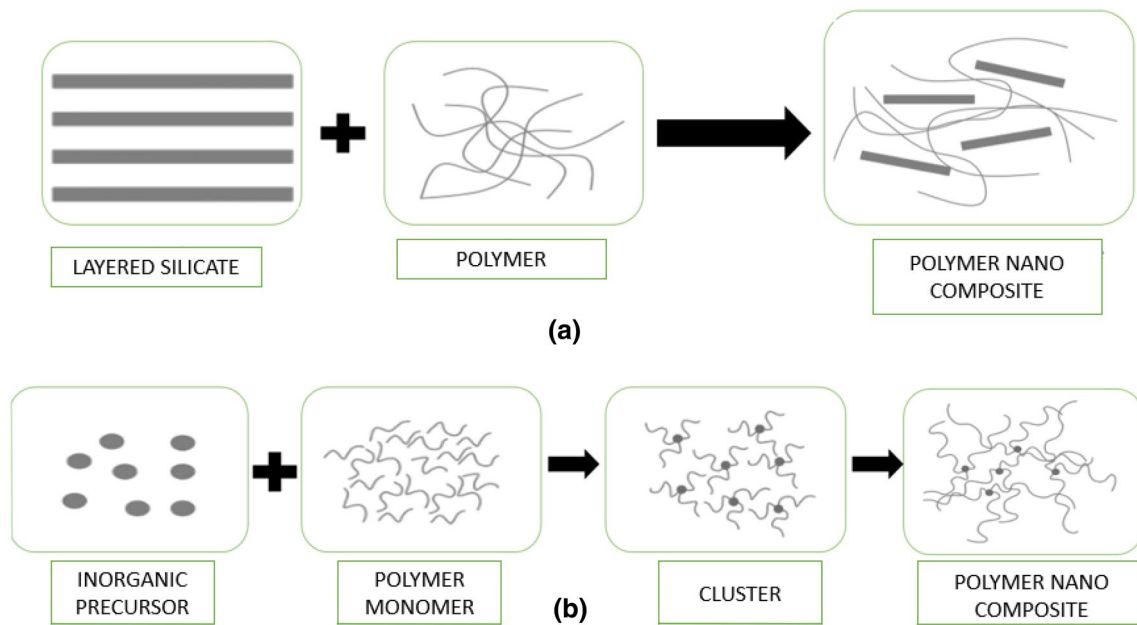 LAYERED SILICATE
POLYMER
POLYMER NANO
COMPOSITE
(a)
INORGANIC
PRECURSOR
POLYMER
MONOMER
CLUSTER
POLYMER NANO
COMPOSITE
(b)